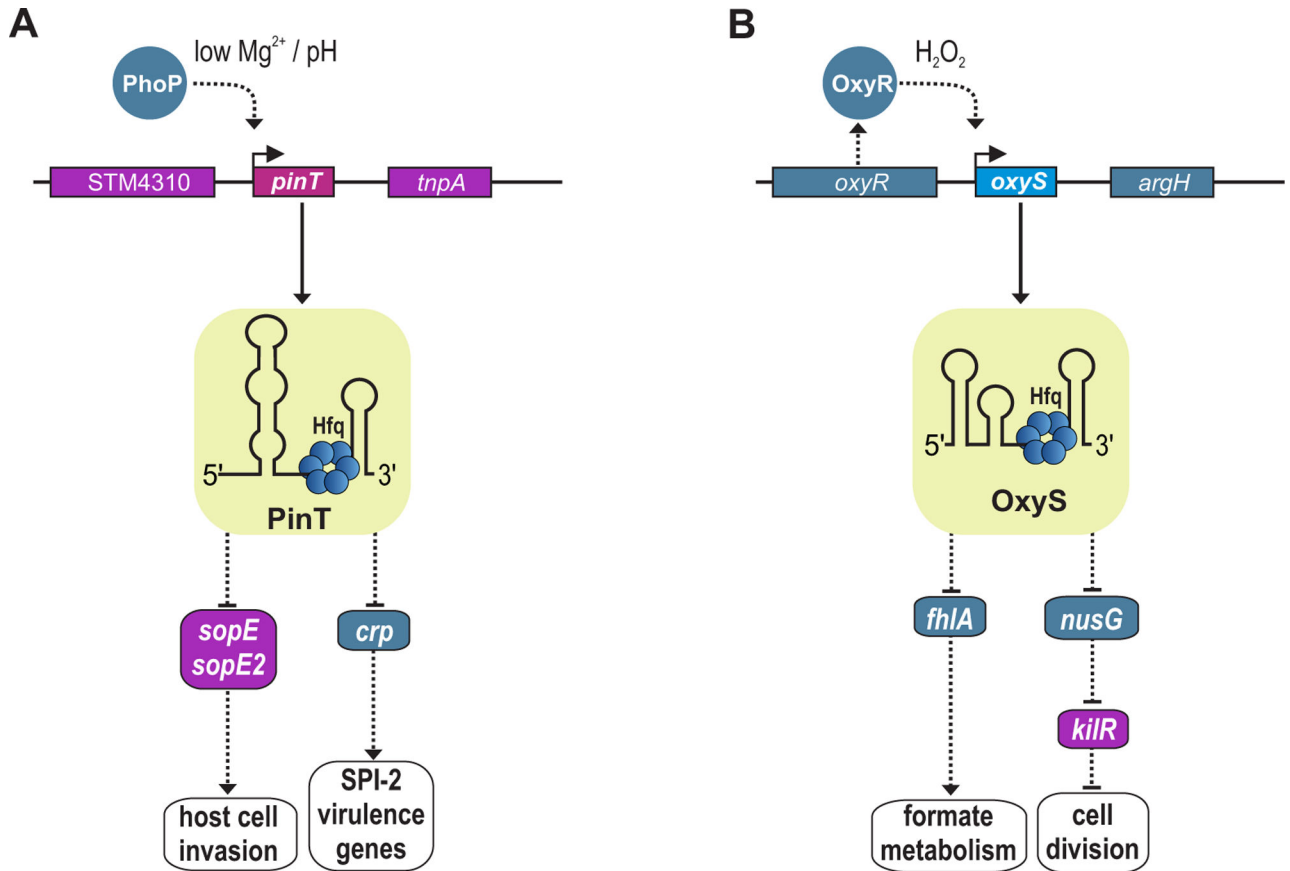 A
low Mg²⁺ / pH
PhoP
STM4310 pinT tnpA
Hfq
5' 3'
PinT
sopE
sopE2
crp
host cell
invasion
SPI-2
virulence
genes
B
H₂O₂
OxyR
oxyR oxyS argH
Hfq
5' 3'
OxyS
fhlA
nusG
kilR
formate
metabolism
cell
division